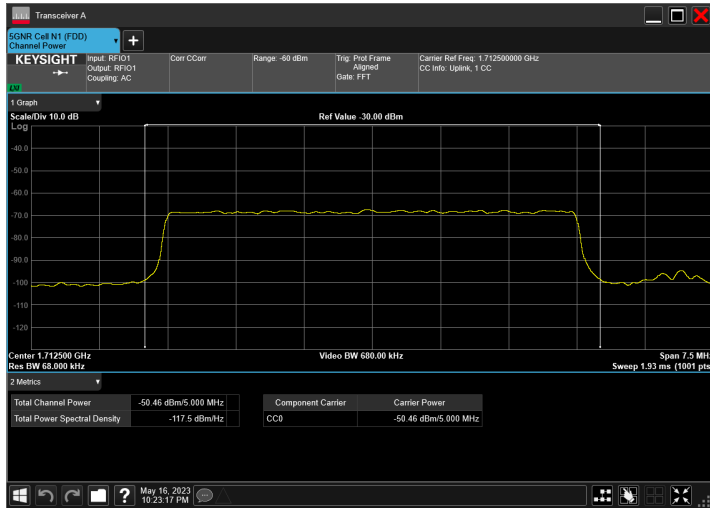 Transceiver A
5GNR Cell N1 (FDD)
Channel Power
KEYSIGHT
LXI
Input: RFIO1
Output: RFIO1
Coupling: AC
Corr CCorr
Range: -60 dBm
Trig: Prot Frame
Aligned
Gate: FFT
Carrier Ref Freq: 1.712500000 GHz
CC Info: Uplink, 1 CC
1 Graph
Scale/Div 10.0 dB
Ref Value -30.00 dBm
Log
-40.0
-50.0
-60.0
-70.0
-80.0
-90.0
-100
-110
-120
Center 1.712500 GHz
Video BW 680.00 kHz
Span 7.5 MH
Res BW 68.000 kHz
Sweep 1.93 ms (1001 pts
2 Metrics
Total Channel Power -50.46 dBm/5.000 MHz
Total Power Spectral Density -117.5 dBm/Hz
Component Carrier Carrier Power
CC0 -50.46 dBm/5.000 MHz
?
May 16, 2023
10:23:17 PM